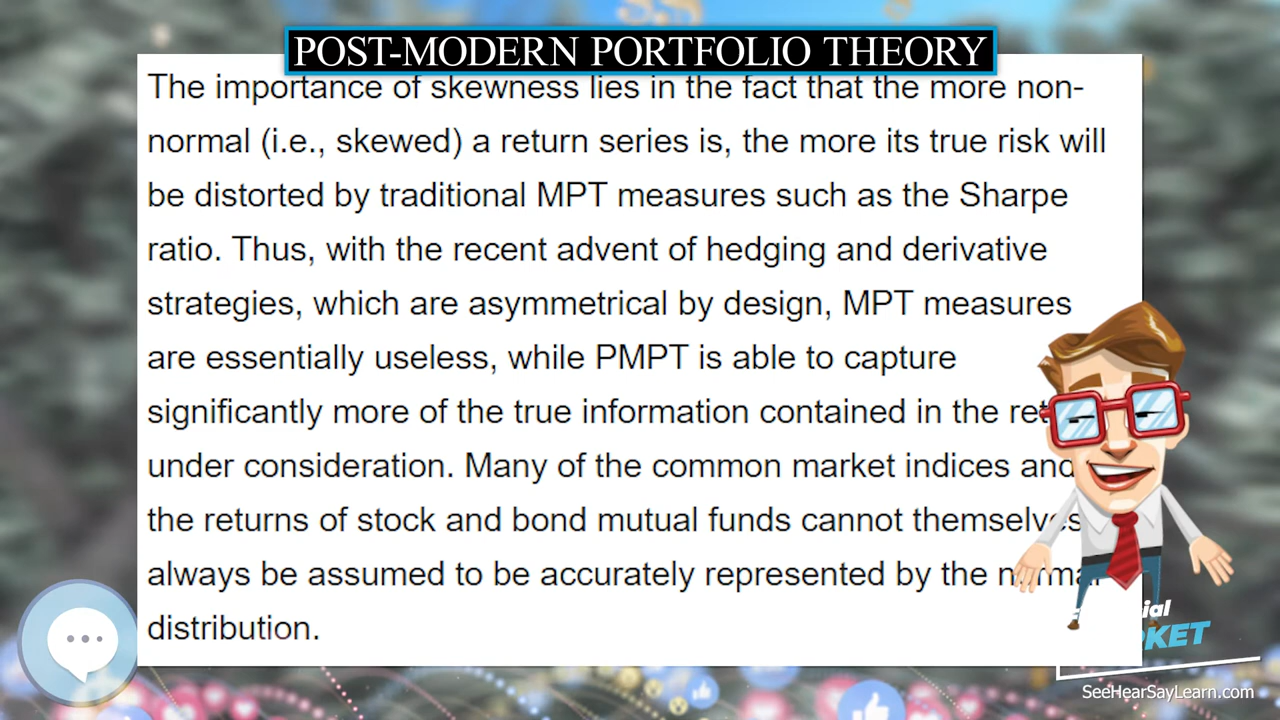 POST-MODERN PORTFOLIO THEORY
The importance of skewness lies in the fact that the more non-
normal (i.e., skewed) a return series is, the more its true risk will
be distorted by traditional MPT measures such as the Sharpe
ratio. Thus, with the recent advent of hedging and derivative
strategies, which are asymmetrical by design, MPT measures
are essentially useless, while PMPT is able to capture
significantly more of the true information contained in the
under consideration. Many of the common market indices and
the returns of stock and bond mutual funds cannot themselves
always be assumed to be accurately represented by the normal
distribution.
SeeHearSayLearn.com